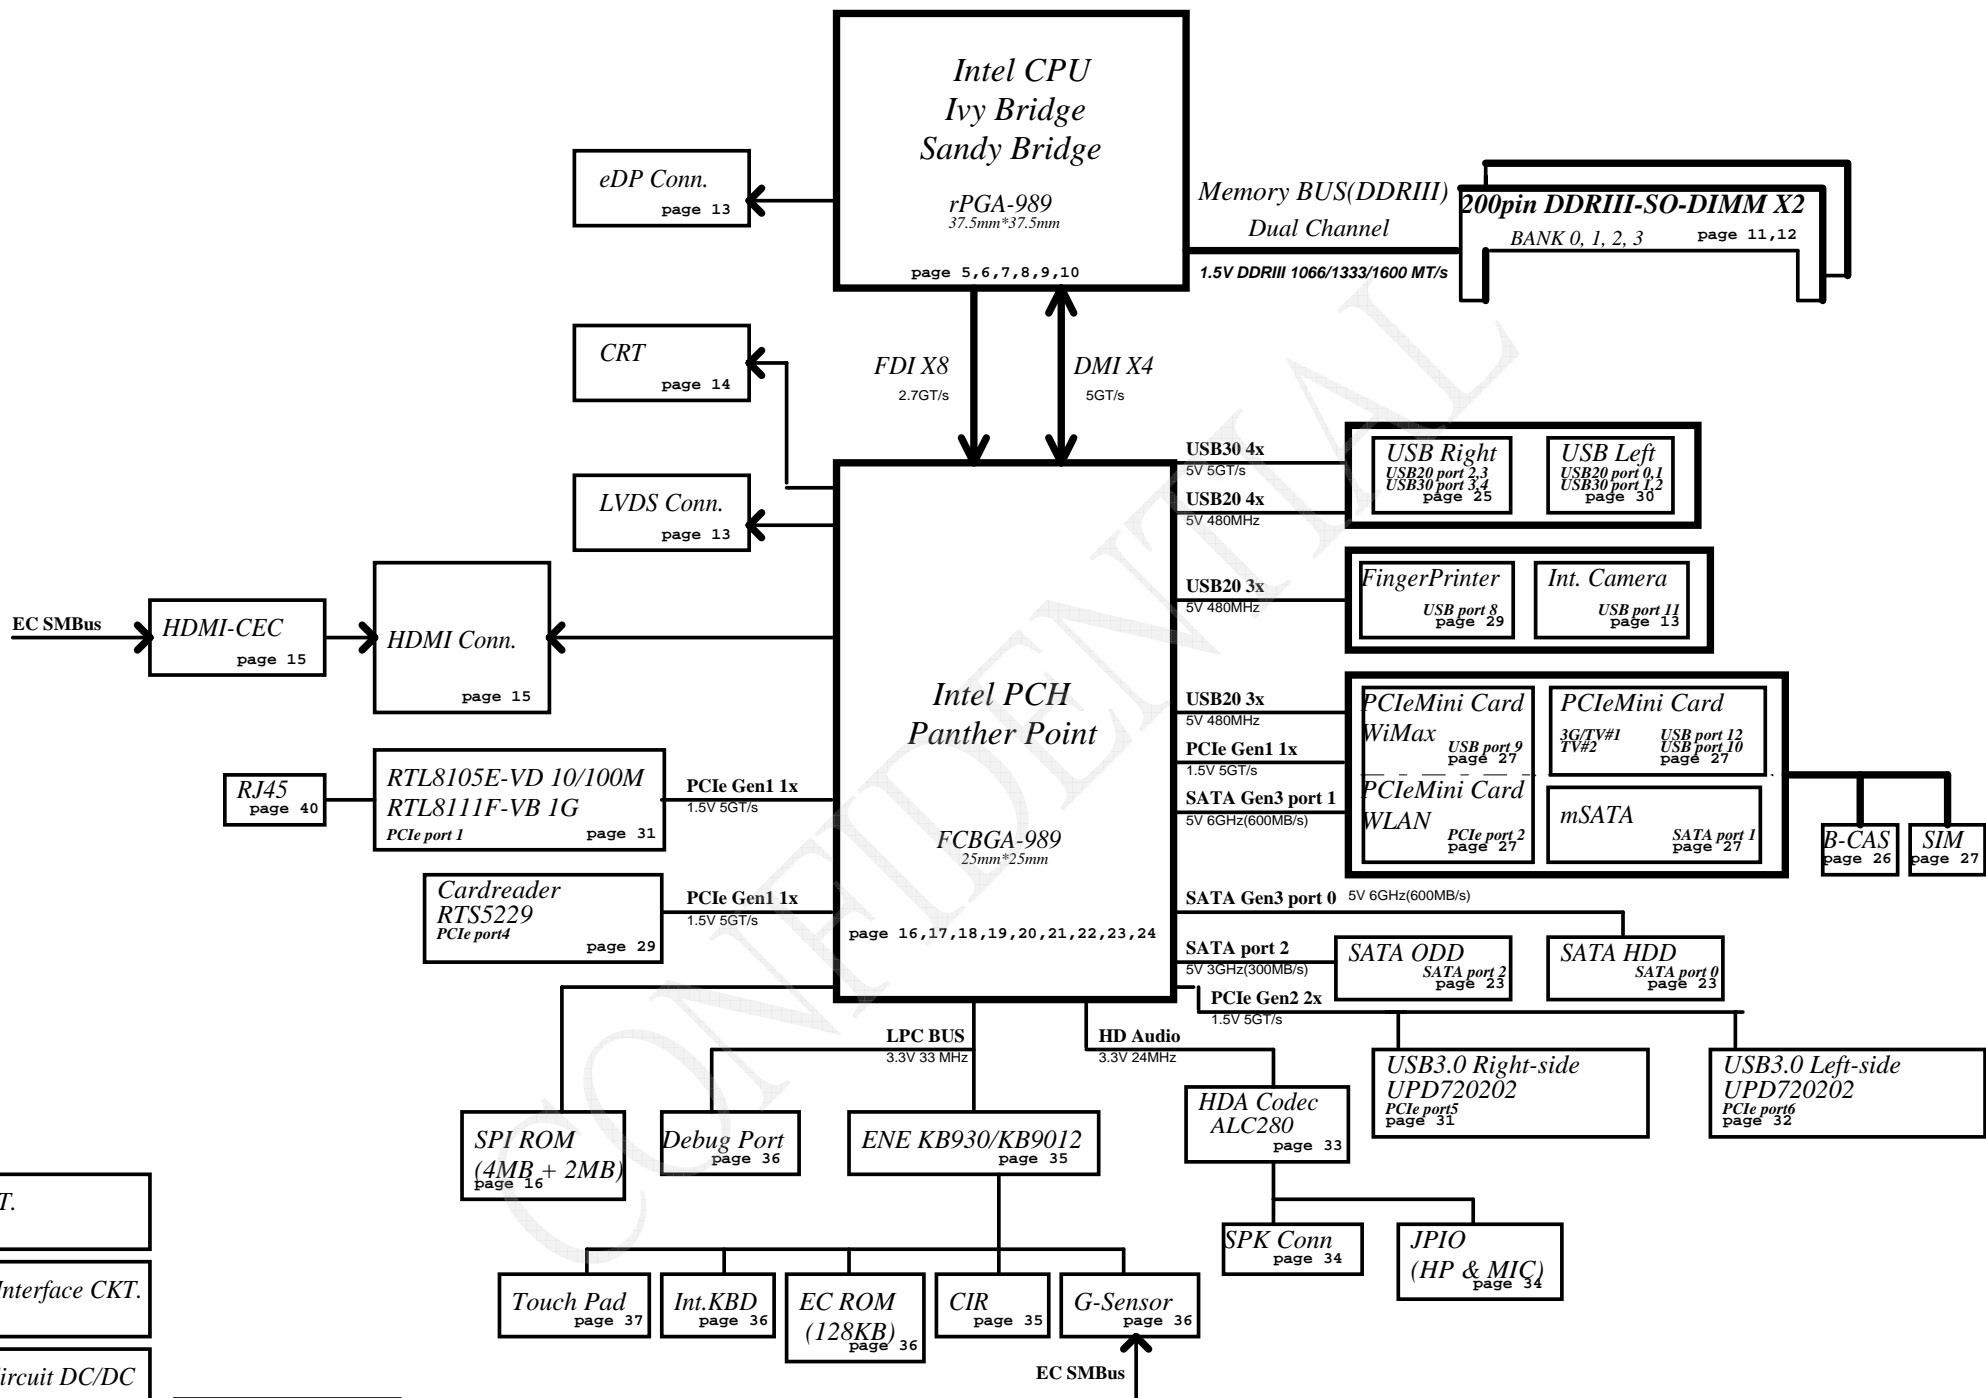 Intel CPU
Ivy Bridge
Sandy Bridge
rPGA-989
37.5mm*37.5mm
page 5,6,7,8,9,10
eDP Conn.
page 13
Memory BUS(DDRIII)
Dual Channel
1.5V DDRIII 1066/1333/1600 MT/s
200pin DDRIII-SO-DIMM X2
BANK 0, 1, 2, 3 page 11,12
CRT
page 14
FDI X8
2.7GT/s
DMI X4
5GT/s
LVDS Conn.
page 13
USB30 4x
5V 5GT/s
USB20 4x
5V 480MHz
USB Right
USB20 port 2,3
USB30 port 3,4
page 25
USB Left
USB20 port 0,1
USB30 port 1,2
page 30
USB20 3x
5V 480MHz
FingerPrinter
USB port 8
page 29
Int. Camera
USB port 11
page 13
EC SMBus
HDMI-CEC
page 15
HDMI Conn.
page 15
Intel PCH
Panther Point
FCBGA-989
25mm*25mm
page 16,17,18,19,20,21,22,23,24
USB20 3x
5V 480MHz
PCIe Gen1 1x
1.5V 5GT/s
SATA Gen3 port 1
5V 6GHz(600MB/s)
PCIeMini Card
WiMax
USB port 9
page 27
PCIeMini Card
3G/TV#1 USB port 12
TV#2 USB port 10
page 27
PCIeMini Card
WLAN
PCIe port 2
page 27
mSATA
SATA port 1
page 27
B-CAS
page 26
SIM
page 27
RJ45
page 40
RTL8105E-VD 10/100M
RTL8111F-VB 1G
PCIe port 1 page 31
PCIe Gen1 1x
1.5V 5GT/s
Cardreader
RTS5229
PCIe port4
page 29
PCIe Gen1 1x
1.5V 5GT/s
SATA Gen3 port 0 5V 6GHz(600MB/s)
SATA port 2
5V 3GHz(300MB/s)
SATA ODD
SATA port 2
page 23
SATA HDD
SATA port 0
page 23
PCIe Gen2 2x
1.5V 5GT/s
LPC BUS
3.3V 33 MHz
HD Audio
3.3V 24MHz
USB3.0 Right-side
UPD720202
PCIe port5
page 31
USB3.0 Left-side
UPD720202
PCIe port6
page 32
SPI ROM
(4MB + 2MB)
page 16
Debug Port
page 36
ENE KB930/KB9012
page 35
HDA Codec
ALC280
page 33
SPK Conn
page 34
JPIO
(HP & MIC)
page 34
Touch Pad
page 37
Int.KBD
page 36
EC ROM
(128KB)
page 36
CIR
page 35
G-Sensor
page 36
EC SMBus
T.
Interface CKT.
ircuit DC/DC
CONFIDENTIAL